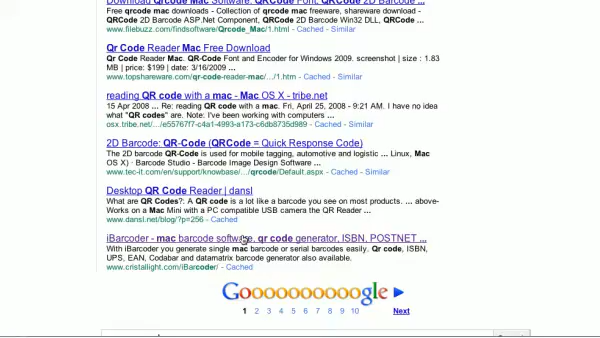 Download Qrcode Mac Software: QRCode Font, QRCode 2D Barcode ...
Free qrcode mac downloads - Collection of qrcode mac freeware, shareware download -
QRCode 2D Barcode ASP.Net Component, QRCode 2D Barcode Win32 DLL, QRCode ...
www.filebuzz.com/findsoftware/Qrcode_Mac/1.html - Cached - Similar
Qr Code Reader Mac Free Download
Qr Code Reader Mac. QR-Code Font and Encoder for Windows 2009. screenshot | size : 1.83
MB | price: $199 | date: 3/16/2009 ...
www.topshareware.com/qr-code-reader-mac/.../1.htm - Cached - Similar
reading QR code with a mac - Mac OS X - tribe.net
15 Apr 2008 ... Re: reading QR code with a mac. Fri, April 25, 2008 - 9:21 AM. I have no idea
what "QR codes" are. Note: I've been working with computers ...
osx.tribe.net/.../e55767f7-c4a1-4993-a173-c6db8735d989 - Cached - Similar
2D Barcode: QR-Code (QRCode = Quick Response Code)
The 2D barcode QR-Code is used for mobile tagging, automotive and logistic ... Linux, Mac
OS X) · Barcode Studio - Barcode Image Design Software ...
www.tec-it.com/en/support/knowbase/.../qrcode/Default.aspx - Cached - Similar
Desktop QR Code Reader | dansl
What are QR Codes?: A QR code is a lot like a barcode you see on most products. ... above-
Works on a Mac Mini with a PC compatible USB camera the QR Reader ...
www.dansl.net/blog/?p=256 - Cached
iBarcoder - mac barcode software, qr code generator, ISBN, POSTNET ...
With iBarcoder you generate single mac barcode or serial barcodes easily. Qr code, ISBN,
UPS, EAN, Codabar and datamatrix barcode generator also available.
www.cristallight.com/iBarcoder/ - Cached
Goooooooooogle
1 2 3 4 5 6 7 8 9 10 Next